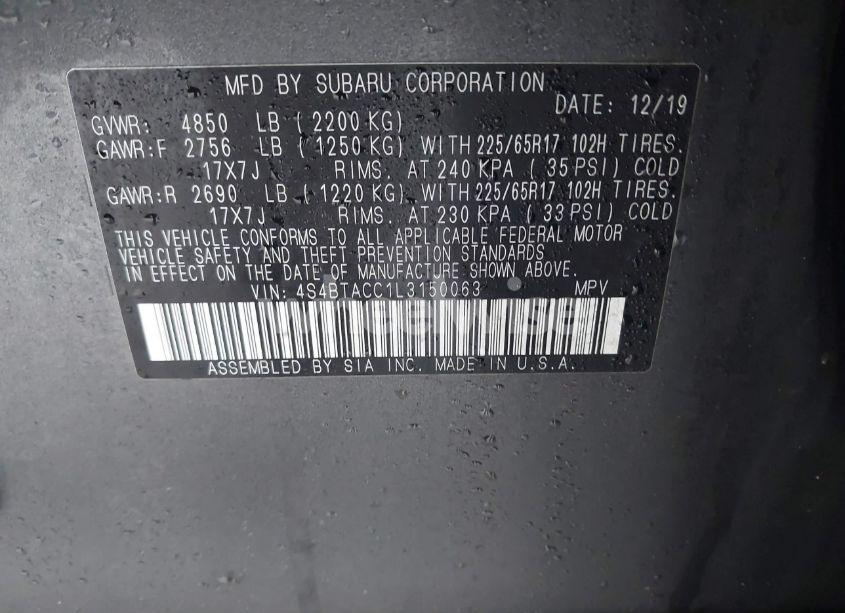 MFD BY SUBARU CORPORATION
DATE: 12/19
GVWR: 4850 LB ( 2200 KG)
GAWR:F 2756 LB ( 1250 KG) WITH 225/65R17 102H TIRES.
17X7J RIMS. AT 240 KPA ( 35 PSI) COLD
GAWR:R 2690 LB ( 1220 KG) WITH 225/65R17 102H TIRES.
17X7J RIMS. AT 230 KPA ( 33 PSI) COLD
THIS VEHICLE CONFORMS TO ALL APPLICABLE FEDERAL MOTOR
VEHICLE SAFETY AND THEFT PREVENTION STANDARDS
IN EFFECT ON THE DATE OF MANUFACTURE SHOWN ABOVE.
VIN: 4S4BTACC1L3150063 MPV
ASSEMBLED BY SIA INC. MADE IN U.S.A.